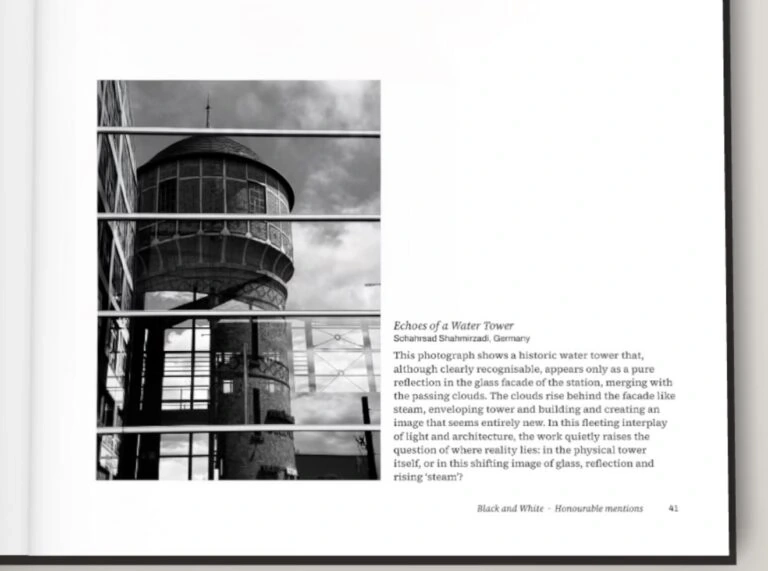 Echoes of a Water Tower
Schahrsad Shahmirzadi, Germany
This photograph shows a historic water tower that,
although clearly recognisable, appears only as a pure
reflection in the glass facade of the station, merging with
the passing clouds. The clouds rise behind the facade like
steam, enveloping tower and building and creating an
image that seems entirely new. In this fleeting interplay
of light and architecture, the work quietly raises the
question of where reality lies: in the physical tower
itself, or in this shifting image of glass, reflection and
rising ‘steam’?
Black and White · Honourable mentions 41